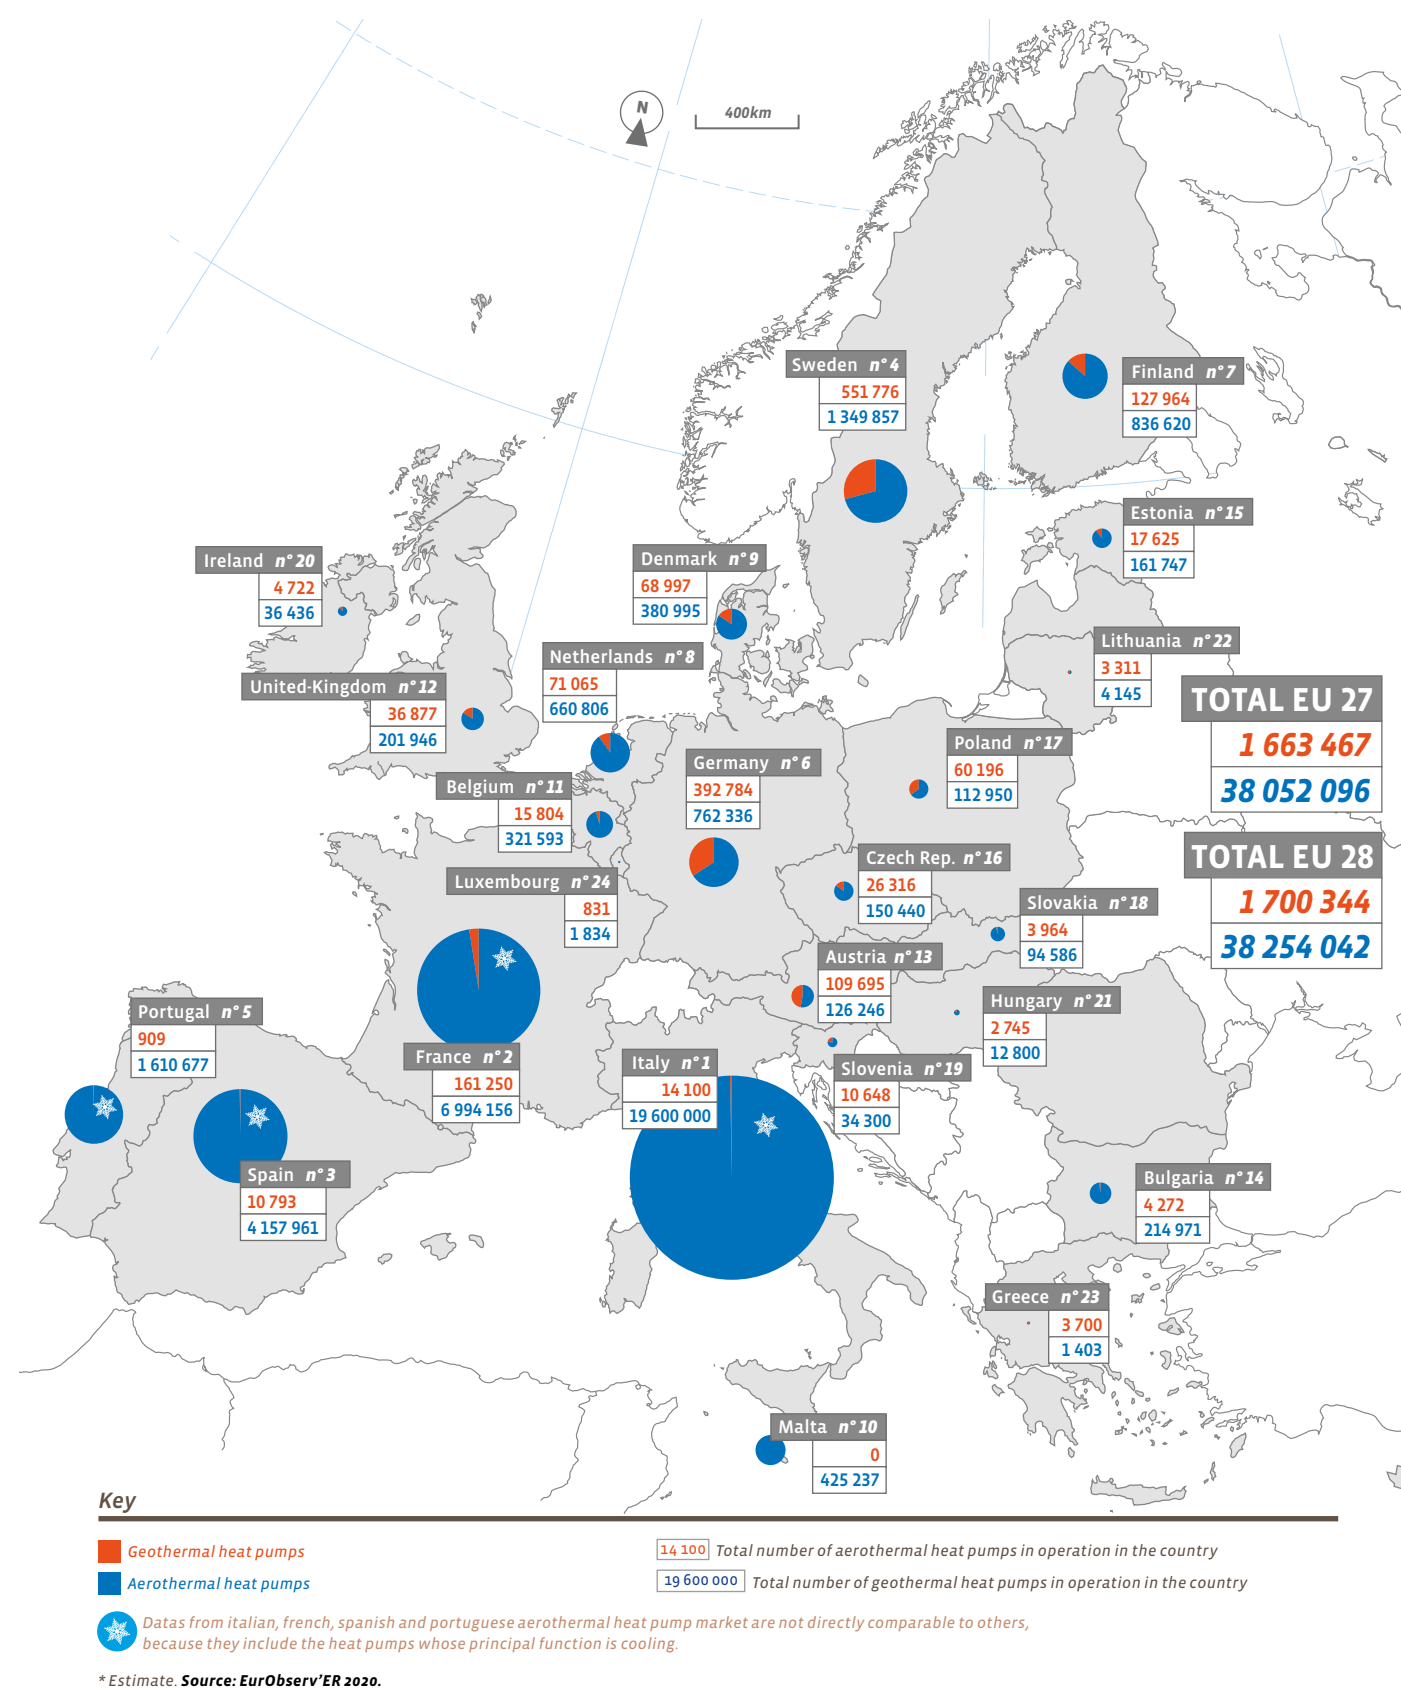 N
400km
Sweden n° 4
551 776
1 349 857
Finland n° 7
127 964
836 620
Estonia n° 15
17 625
161 747
Ireland n° 20
4 722
36 436
Denmark n° 9
68 997
380 995
Lithuania n° 22
3 311
4 145
Netherlands n° 8
71 065
660 806
United-Kingdom n° 12
36 877
201 946
TOTAL EU 27
1 663 467
38 052 096
Poland n° 17
60 196
112 950
Germany n° 6
392 784
762 336
Belgium n° 11
15 804
321 593
TOTAL EU 28
1 700 344
38 254 042
Czech Rep. n° 16
26 316
150 440
Luxembourg n° 24
831
1 834
Slovakia n° 18
3 964
94 586
Austria n° 13
109 695
126 246
Hungary n° 21
2 745
12 800
Portugal n° 5
909
1 610 677
France n° 2
161 250
6 994 156
Italy n° 1
14 100
19 600 000
Slovenia n° 19
10 648
34 300
Spain n° 3
10 793
4 157 961
Bulgaria n° 14
4 272
214 971
Greece n° 23
3 700
1 403
Malta n° 10
0
425 237
Key
Geothermal heat pumps
Aerothermal heat pumps
14 100 Total number of aerothermal heat pumps in operation in the country
19 600 000 Total number of geothermal heat pumps in operation in the country
Datas from italian, french, spanish and portuguese aerothermal heat pump market are not directly comparable to others,
because they include the heat pumps whose principal function is cooling.
* Estimate. Source: EurObserv'ER 2020.